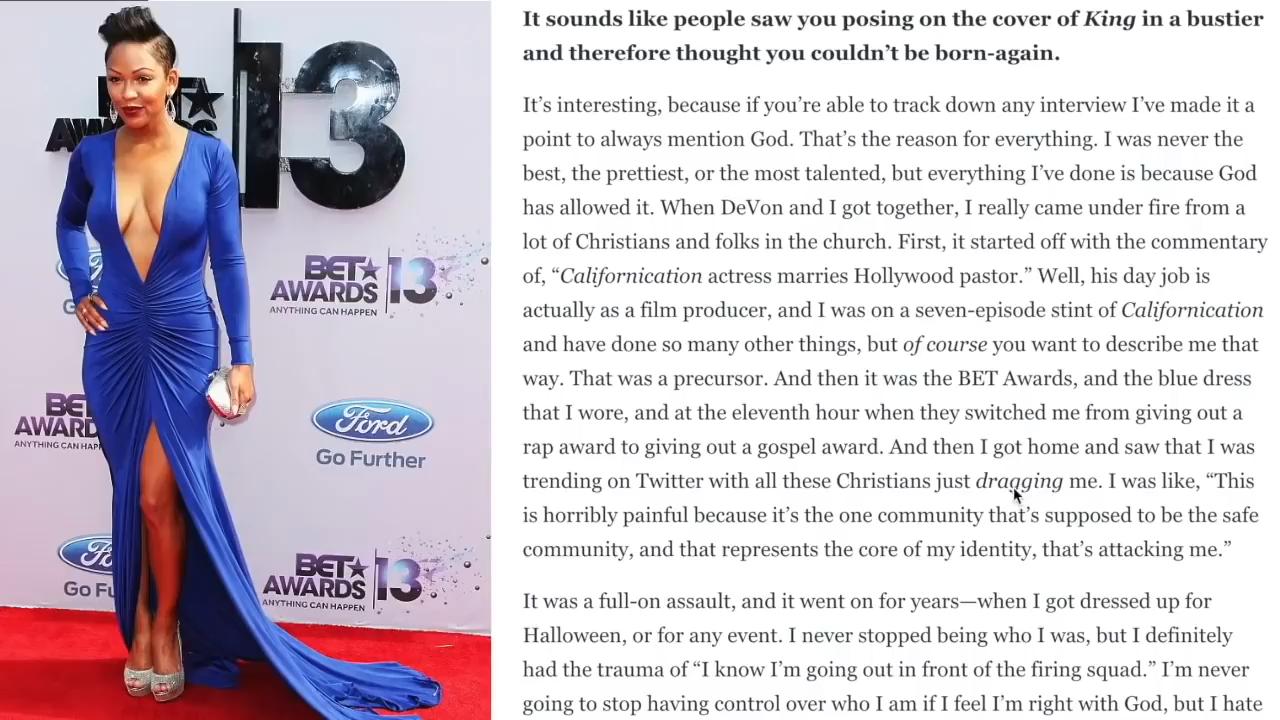 13
BET
AWARDS
BET★
AWARDS 13
ANYTHING CAN HAPPEN
Ford
Go Further
BET
AWARDS
ANYTHING CAN HAPP
Ford
Go Fu
BET★
AWARDS 13
ANYTHING CAN HAPPEN
It sounds like people saw you posing on the cover of King in a bustier
and therefore thought you couldn’t be born-again.
It’s interesting, because if you’re able to track down any interview I’ve made it a
point to always mention God. That’s the reason for everything. I was never the
best, the prettiest, or the most talented, but everything I’ve done is because God
has allowed it. When DeVon and I got together, I really came under fire from a
lot of Christians and folks in the church. First, it started off with the commentary
of, “Californication actress marries Hollywood pastor.” Well, his day job is
actually as a film producer, and I was on a seven-episode stint of Californication
and have done so many other things, but of course you want to describe me that
way. That was a precursor. And then it was the BET Awards, and the blue dress
that I wore, and at the eleventh hour when they switched me from giving out a
rap award to giving out a gospel award. And then I got home and saw that I was
trending on Twitter with all these Christians just dragging me. I was like, “This
is horribly painful because it’s the one community that’s supposed to be the safe
community, and that represents the core of my identity, that’s attacking me.”
It was a full-on assault, and it went on for years—when I got dressed up for
Halloween, or for any event. I never stopped being who I was, but I definitely
had the trauma of “I know I’m going out in front of the firing squad.” I’m never
going to stop having control over who I am if I feel I’m right with God, but I hate